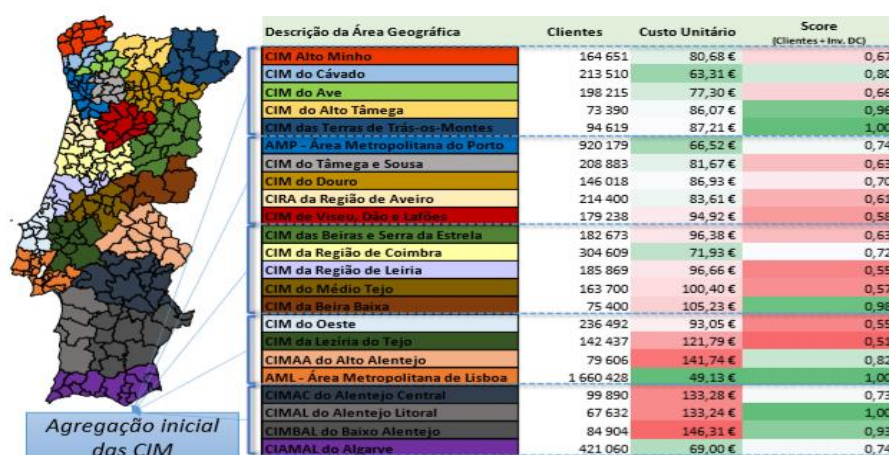 Descrição da Área Geográfica Clientes Custo Unitário Score
(Clientes + Inv. DC)
CIM Alto Minho 164 651 80,68 € 0,67
CIM do Cávado 213 510 63,31 € 0,80
CIM do Ave 198 215 77,30 € 0,66
CIM do Alto Tâmega 73 390 86,07 € 0,96
CIM das Terras de Trás-os-Montes 94 619 87,21 € 1,00
AMP - Área Metropolitana do Porto 920 179 66,52 € 0,74
CIM do Tâmega e Sousa 208 883 81,67 € 0,63
CIM do Douro 146 018 86,93 € 0,70
CIRA da Região de Aveiro 214 400 83,61 € 0,61
CIM de Viseu, Dão e Lafões 179 238 94,92 € 0,58
CIM das Beiras e Serra da Estrela 182 673 96,38 € 0,63
CIM da Região de Coimbra 304 609 71,93 € 0,72
CIM da Região de Leiria 185 869 96,66 € 0,55
CIM do Médio Tejo 163 700 100,40 € 0,57
CIM da Beira Baixa 75 400 105,23 € 0,98
CIM do Oeste 236 492 93,05 € 0,55
CIM da Lezíria do Tejo 142 437 121,79 € 0,51
CIMAA do Alto Alentejo 79 606 141,74 € 0,82
AML - Área Metropolitana de Lisboa 1 660 428 49,13 € 1,00
CIMAC do Alentejo Central 99 890 133,28 € 0,73
CIMAL do Alentejo Litoral 67 632 133,24 € 1,00
CIMBAL do Baixo Alentejo 84 904 146,31 € 0,93
CIAMAL do Algarve 421 060 69,00 € 0,74
Agregação inicial
das CIM